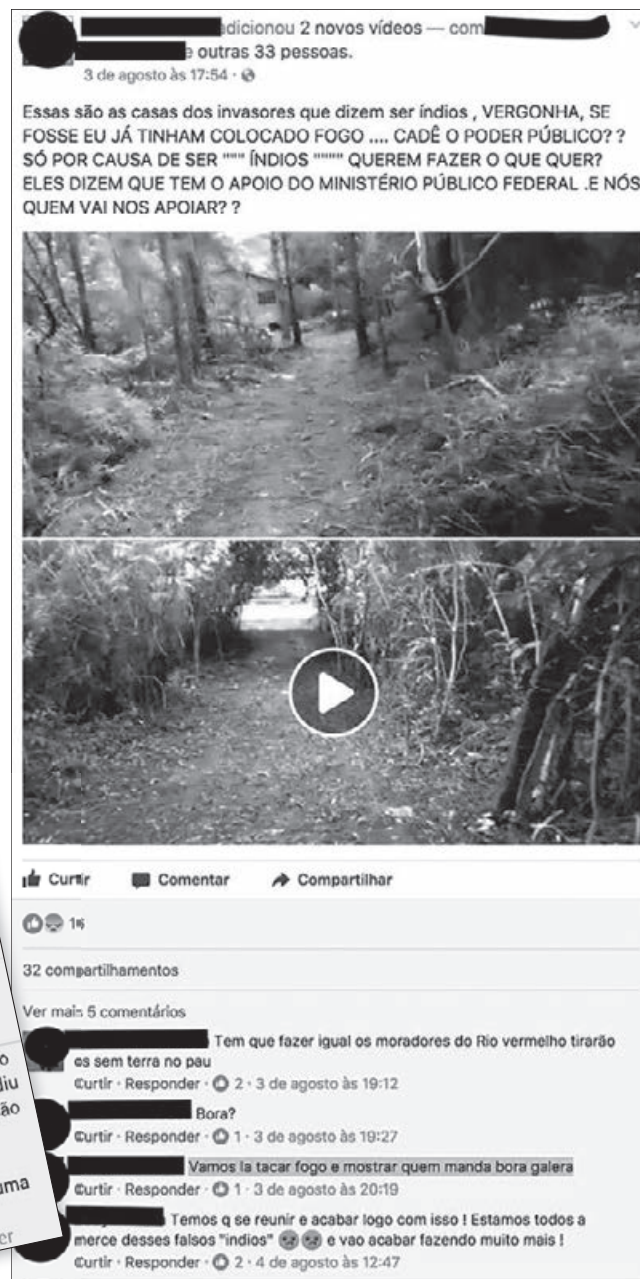 adicionou 2 novos vídeos — com
e outras 33 pessoas.
3 de agosto às 17:54 ·
Essas são as casas dos invasores que dizem ser índios , VERGONHA, SE
FOSSE EU JÁ TINHAM COLOCADO FOGO .... CADÊ O PODER PÚBLICO? ?
SÓ POR CAUSA DE SER """ ÍNDIOS """" QUEREM FAZER O QUE QUER?
ELES DIZEM QUE TEM O APOIO DO MINISTÉRIO PÚBLICO FEDERAL .E NÓS
QUEM VAI NOS APOIAR? ?
Curtir Comentar Compartilhar
16
32 compartilhamentos
Ver mais 5 comentários
Tem que fazer igual os moradores do Rio vermelho tirarão
os sem terra no pau
Curtir · Responder · 2 · 3 de agosto às 19:12
Bora?
Curtir · Responder · 1 · 3 de agosto às 19:27
Vamos la tacar fogo e mostrar quem manda bora galera
Curtir · Responder · 1 · 3 de agosto às 20:19
Temos q se reunir e acabar logo com isso ! Estamos todos a
merce desses falsos "indios" e vao acabar fazendo muito mais !
Curtir · Responder · 2 · 4 de agosto às 12:47